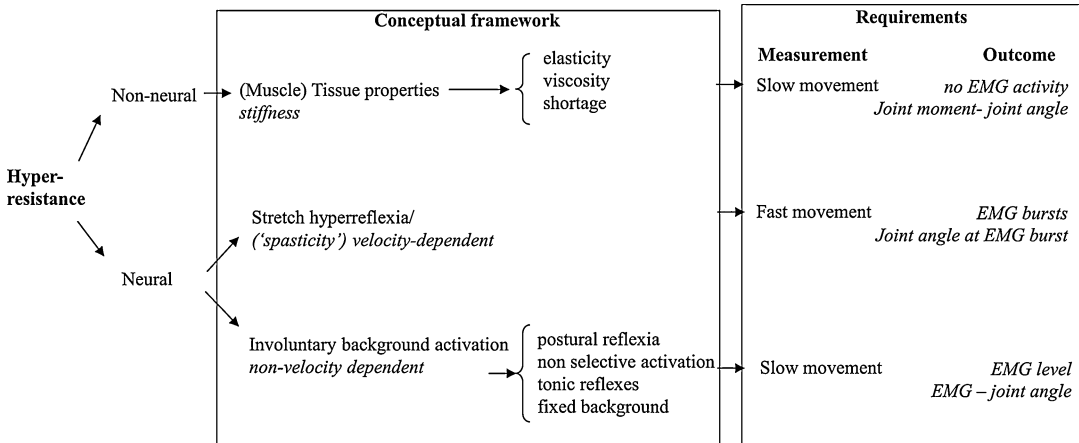 Conceptual framework
Requirements
Measurement
Outcome
Hyper-
resistance
Non-neural
(Muscle) Tissue properties
stiffness
elasticity
viscosity
shortage
Slow movement
no EMG activity
Joint moment- joint angle
Neural
Stretch hyperreflexia/
(‘spasticity’) velocity-dependent
Fast movement
EMG bursts
Joint angle at EMG burst
Involuntary background activation
non-velocity dependent
postural reflexia
non selective activation
tonic reflexes
fixed background
Slow movement
EMG level
EMG – joint angle